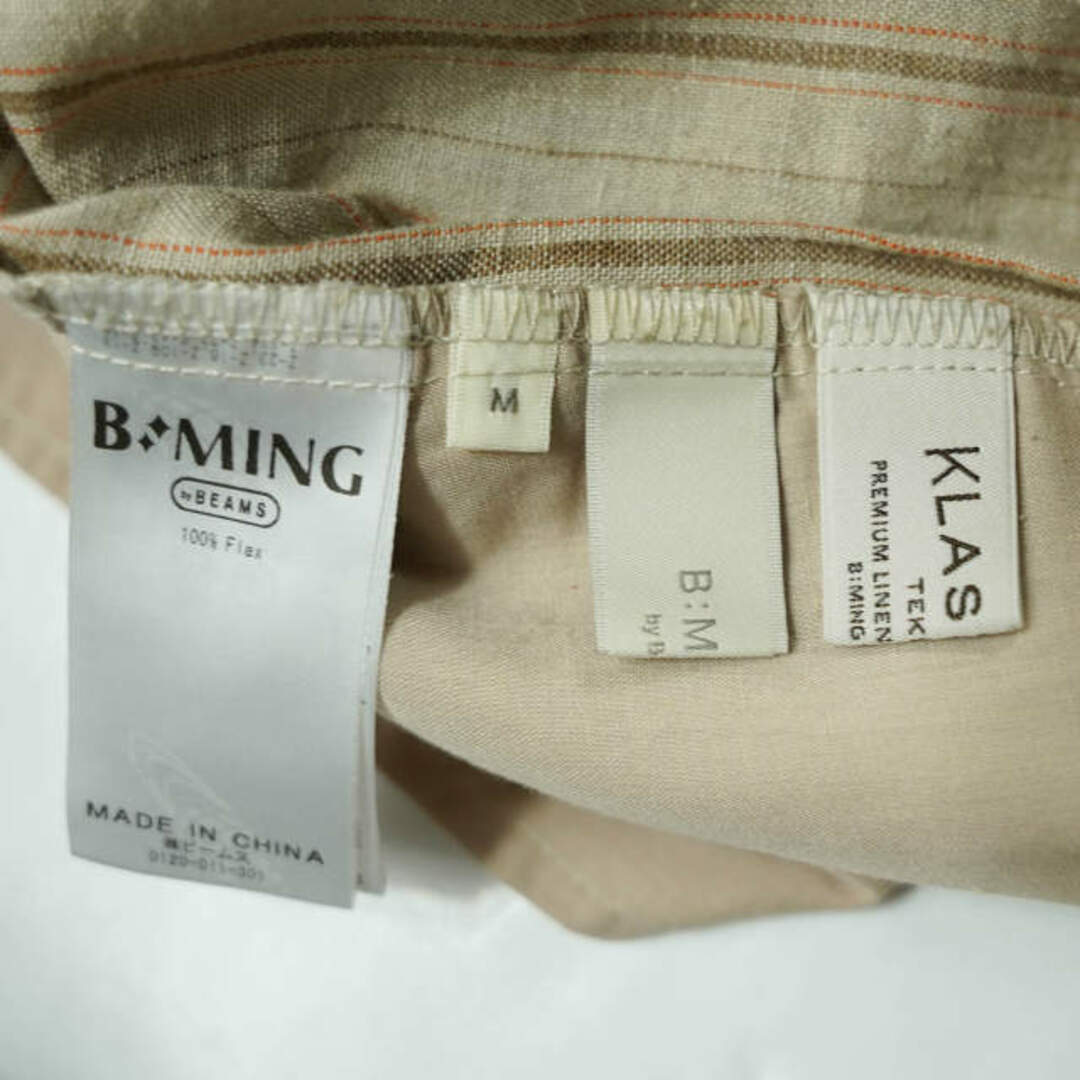 B:MING
by BEAMS
100% Flax
MADE IN CHINA
㈱ビームス
0120-011-301
M
B:M
by B
KLAS
TEK
PREMIUM LINEN
B:MING